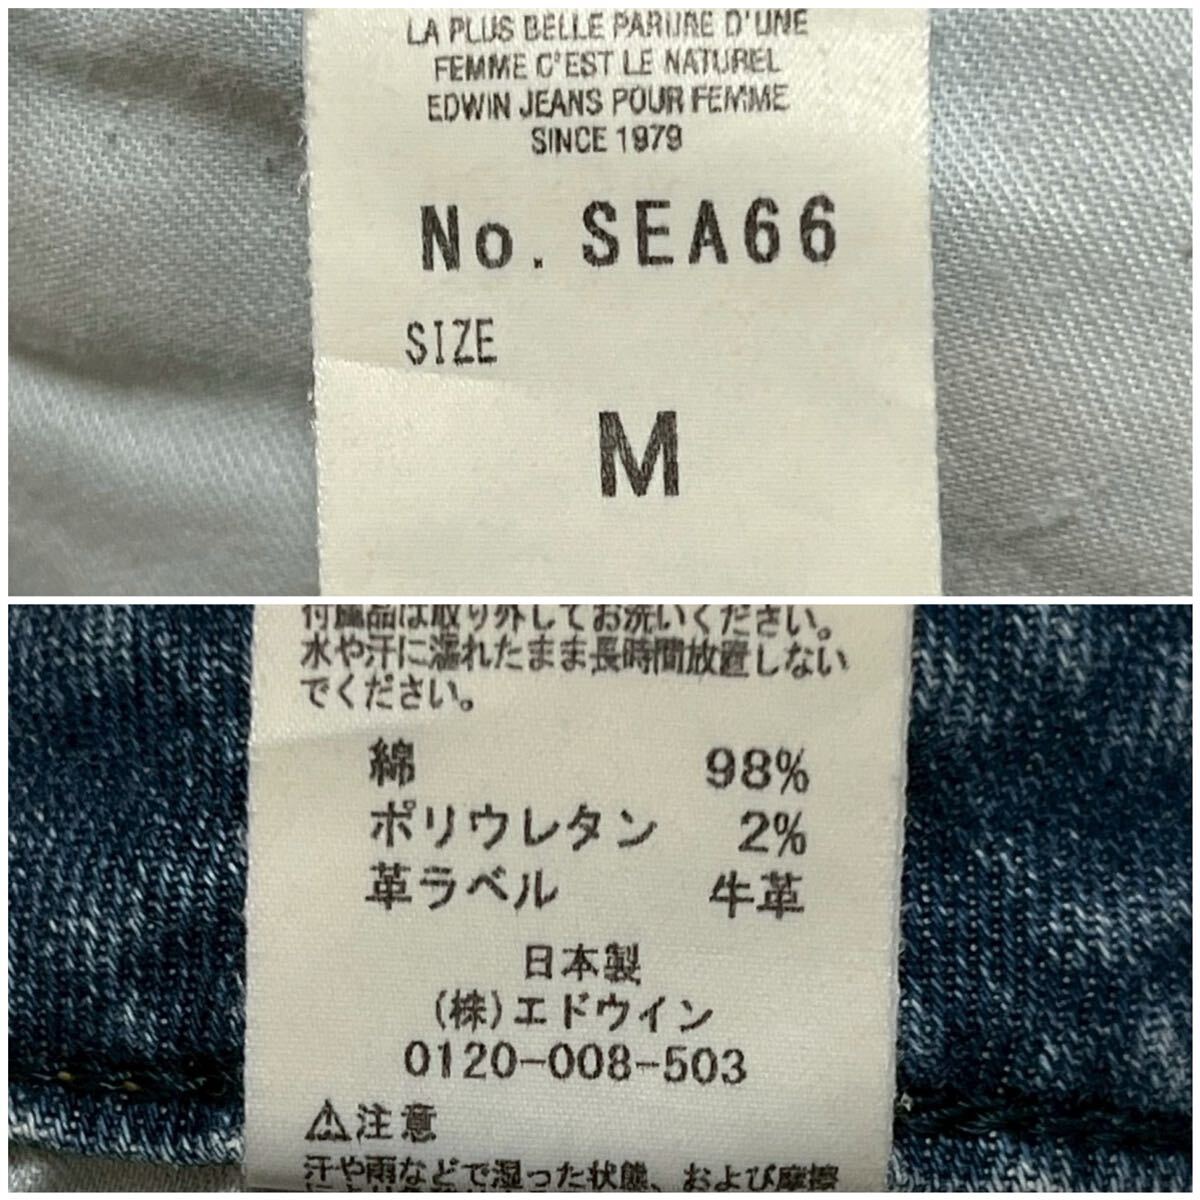 LA PLUS BELLE PARURE D'UNE
FEMME C'EST LE NATUREL
EDWIN JEANS POUR FEMME
SINCE 1979
No. SEA66
SIZE
M
付属品は取り外してお洗いください。
水や汗に濡れたまま長時間放置しない
でください。
綿 98%
ポリウレタン 2%
革ラベル 牛革
日本製
(株)エドウイン
0120-008-503
⚠注意
汗や雨などで湿った状態、および摩擦